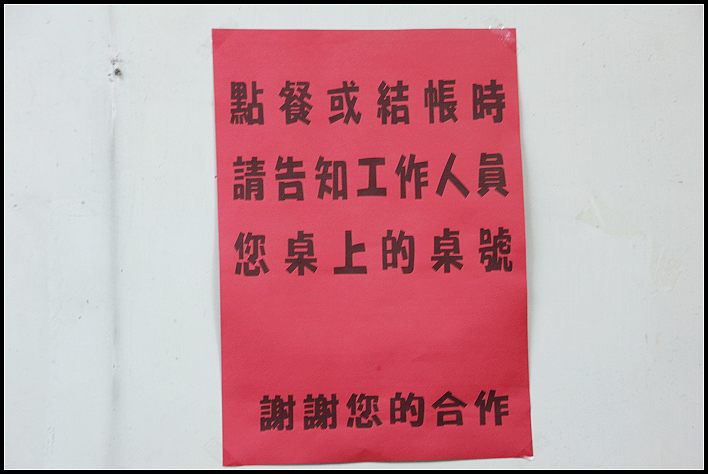 點餐或結帳時
請告知工作人員
您桌上的桌號
謝謝您的合作